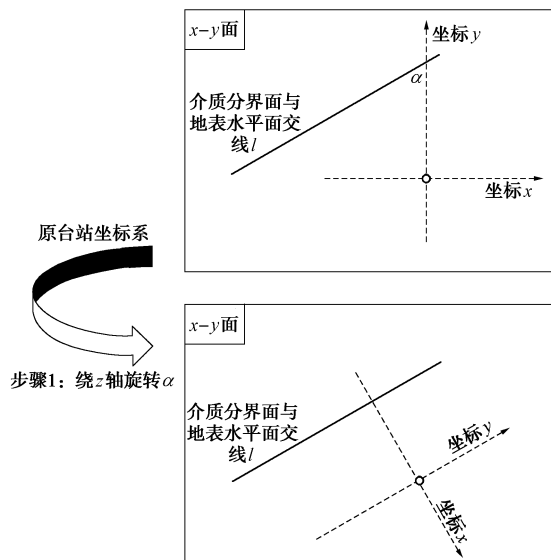 x-y面
坐标y
α
介质分界面与
地表水平面交
线l
坐标x
原台站坐标系
步骤1：绕z轴旋转α
x-y面
介质分界面与
地表水平面交
线l
坐标y
坐标x